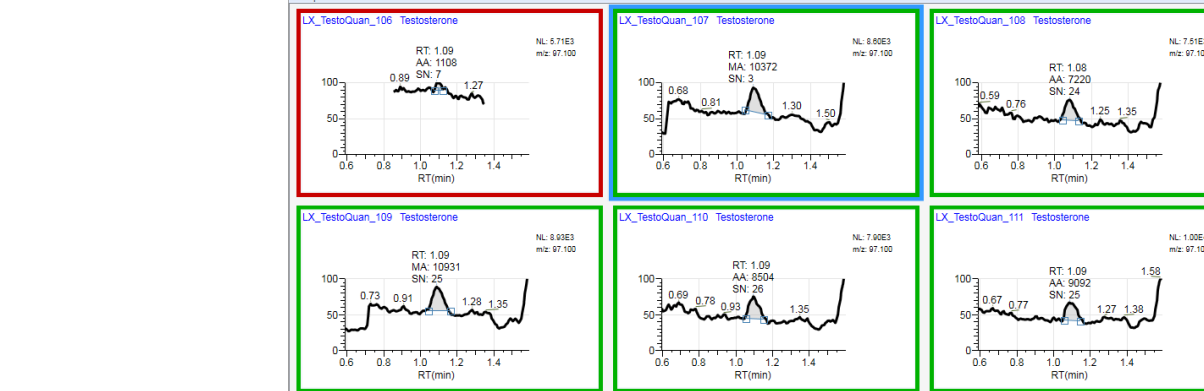 LX_TestoQuan_106 Testosterone
NL: 5.71E3
m/z: 97.100
RT: 1.09
AA: 1108
SN: 7
0.89
1.27
100
50
0
0.6 0.8 1.0 1.2 1.4
RT(min)
LX_TestoQuan_107 Testosterone
NL: 8.60E3
m/z: 97.100
RT: 1.09
MA: 10372
SN: 3
0.68
0.81
1.30
1.50
100
50
0
0.6 0.8 1.0 1.2 1.4
RT(min)
LX_TestoQuan_108 Testosterone
NL: 7.51E
m/z: 97.10
RT: 1.08
AA: 7220
SN: 24
0.59
0.76
1.25 1.35
100
50
0
0.6 0.8 1.0 1.2 1.4
RT(min)
LX_TestoQuan_109 Testosterone
NL: 8.93E3
m/z: 97.100
RT: 1.09
MA: 10931
SN: 25
0.73 0.91
1.28 1.35
100
50
0
0.6 0.8 1.0 1.2 1.4
RT(min)
LX_TestoQuan_110 Testosterone
NL: 7.90E3
m/z: 97.100
RT: 1.09
AA: 8504
SN: 26
0.69 0.78 0.93
1.35
100
50
0
0.6 0.8 1.0 1.2 1.4
RT(min)
LX_TestoQuan_111 Testosterone
NL: 1.00E
m/z: 97.10
RT: 1.09
AA: 9092
SN: 25
1.58
0.67 0.77
1.27 1.38
100
50
0
0.6 0.8 1.0 1.2 1.4
RT(min)